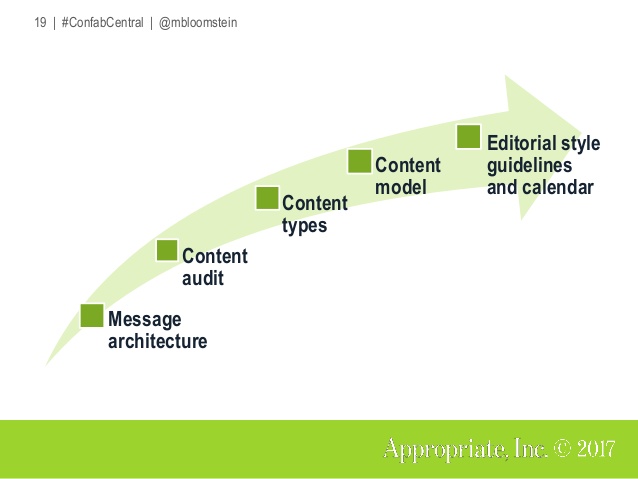 19 | #ConfabCentral | @mbloomstein
Message
architecture
Content
audit
Content
types
Content
model
Editorial style
guidelines
and calendar
Appropriate, Inc. © 2017